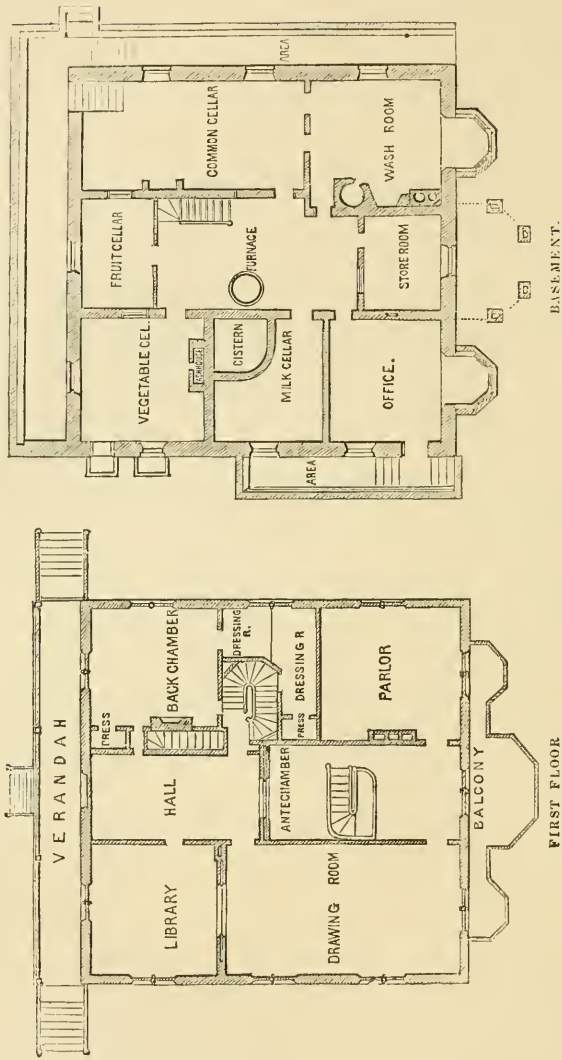 AREA
COMMON CELLAR
WASH ROOM
FRUIT CELLAR
FURNACE
STORE ROOM
VEGETABLE CEL.
ASHHOUSE
CISTERN
MILK CELLAR
OFFICE.
AREA
BASEMENT.
VERANDAH
PRESS
BACK CHAMBER
DRESSING
R.
HALL
PRESS
DRESSING R
LIBRARY
ANTECHAMBER
PARLOR
DRAWING ROOM
BALCONY
FIRST FLOOR